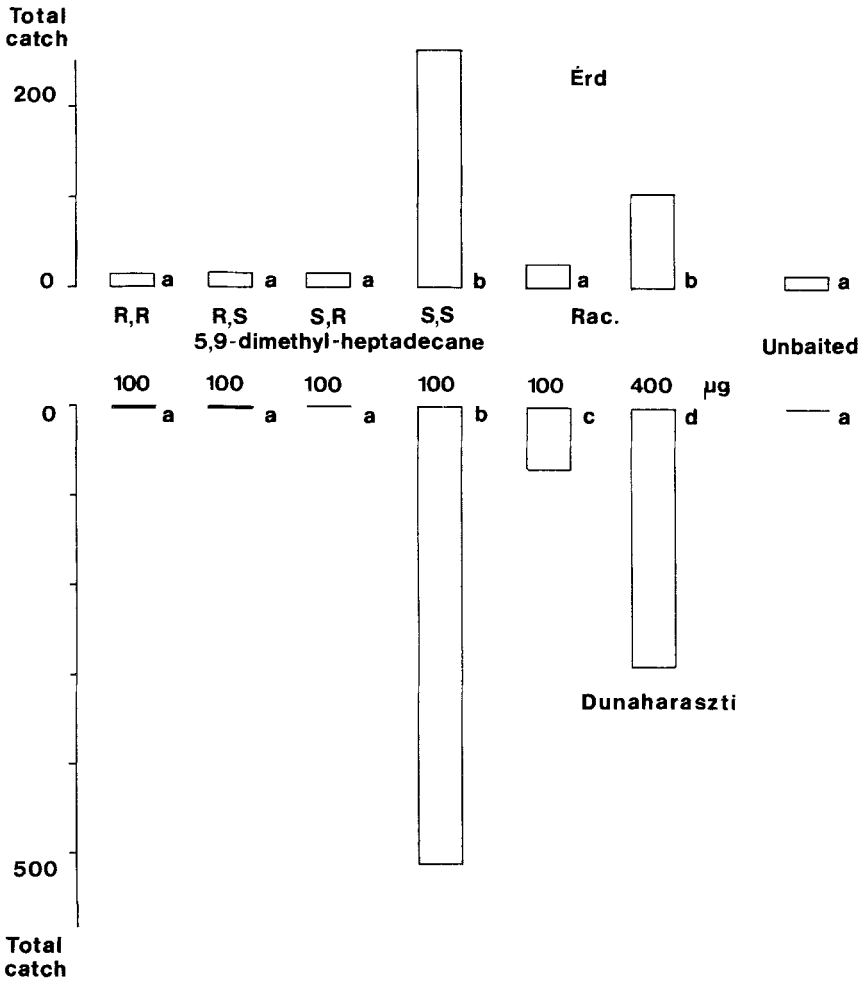 Total
catch
Érd
200
0
a a a b a b a
R,R R,S S,R S,S Rac.
5,9-dimethyl-heptadecane
Unbaited
100 100 100 100 100 400 µg
0
a a a b c d a
Dunaharaszti
500
Total
catch